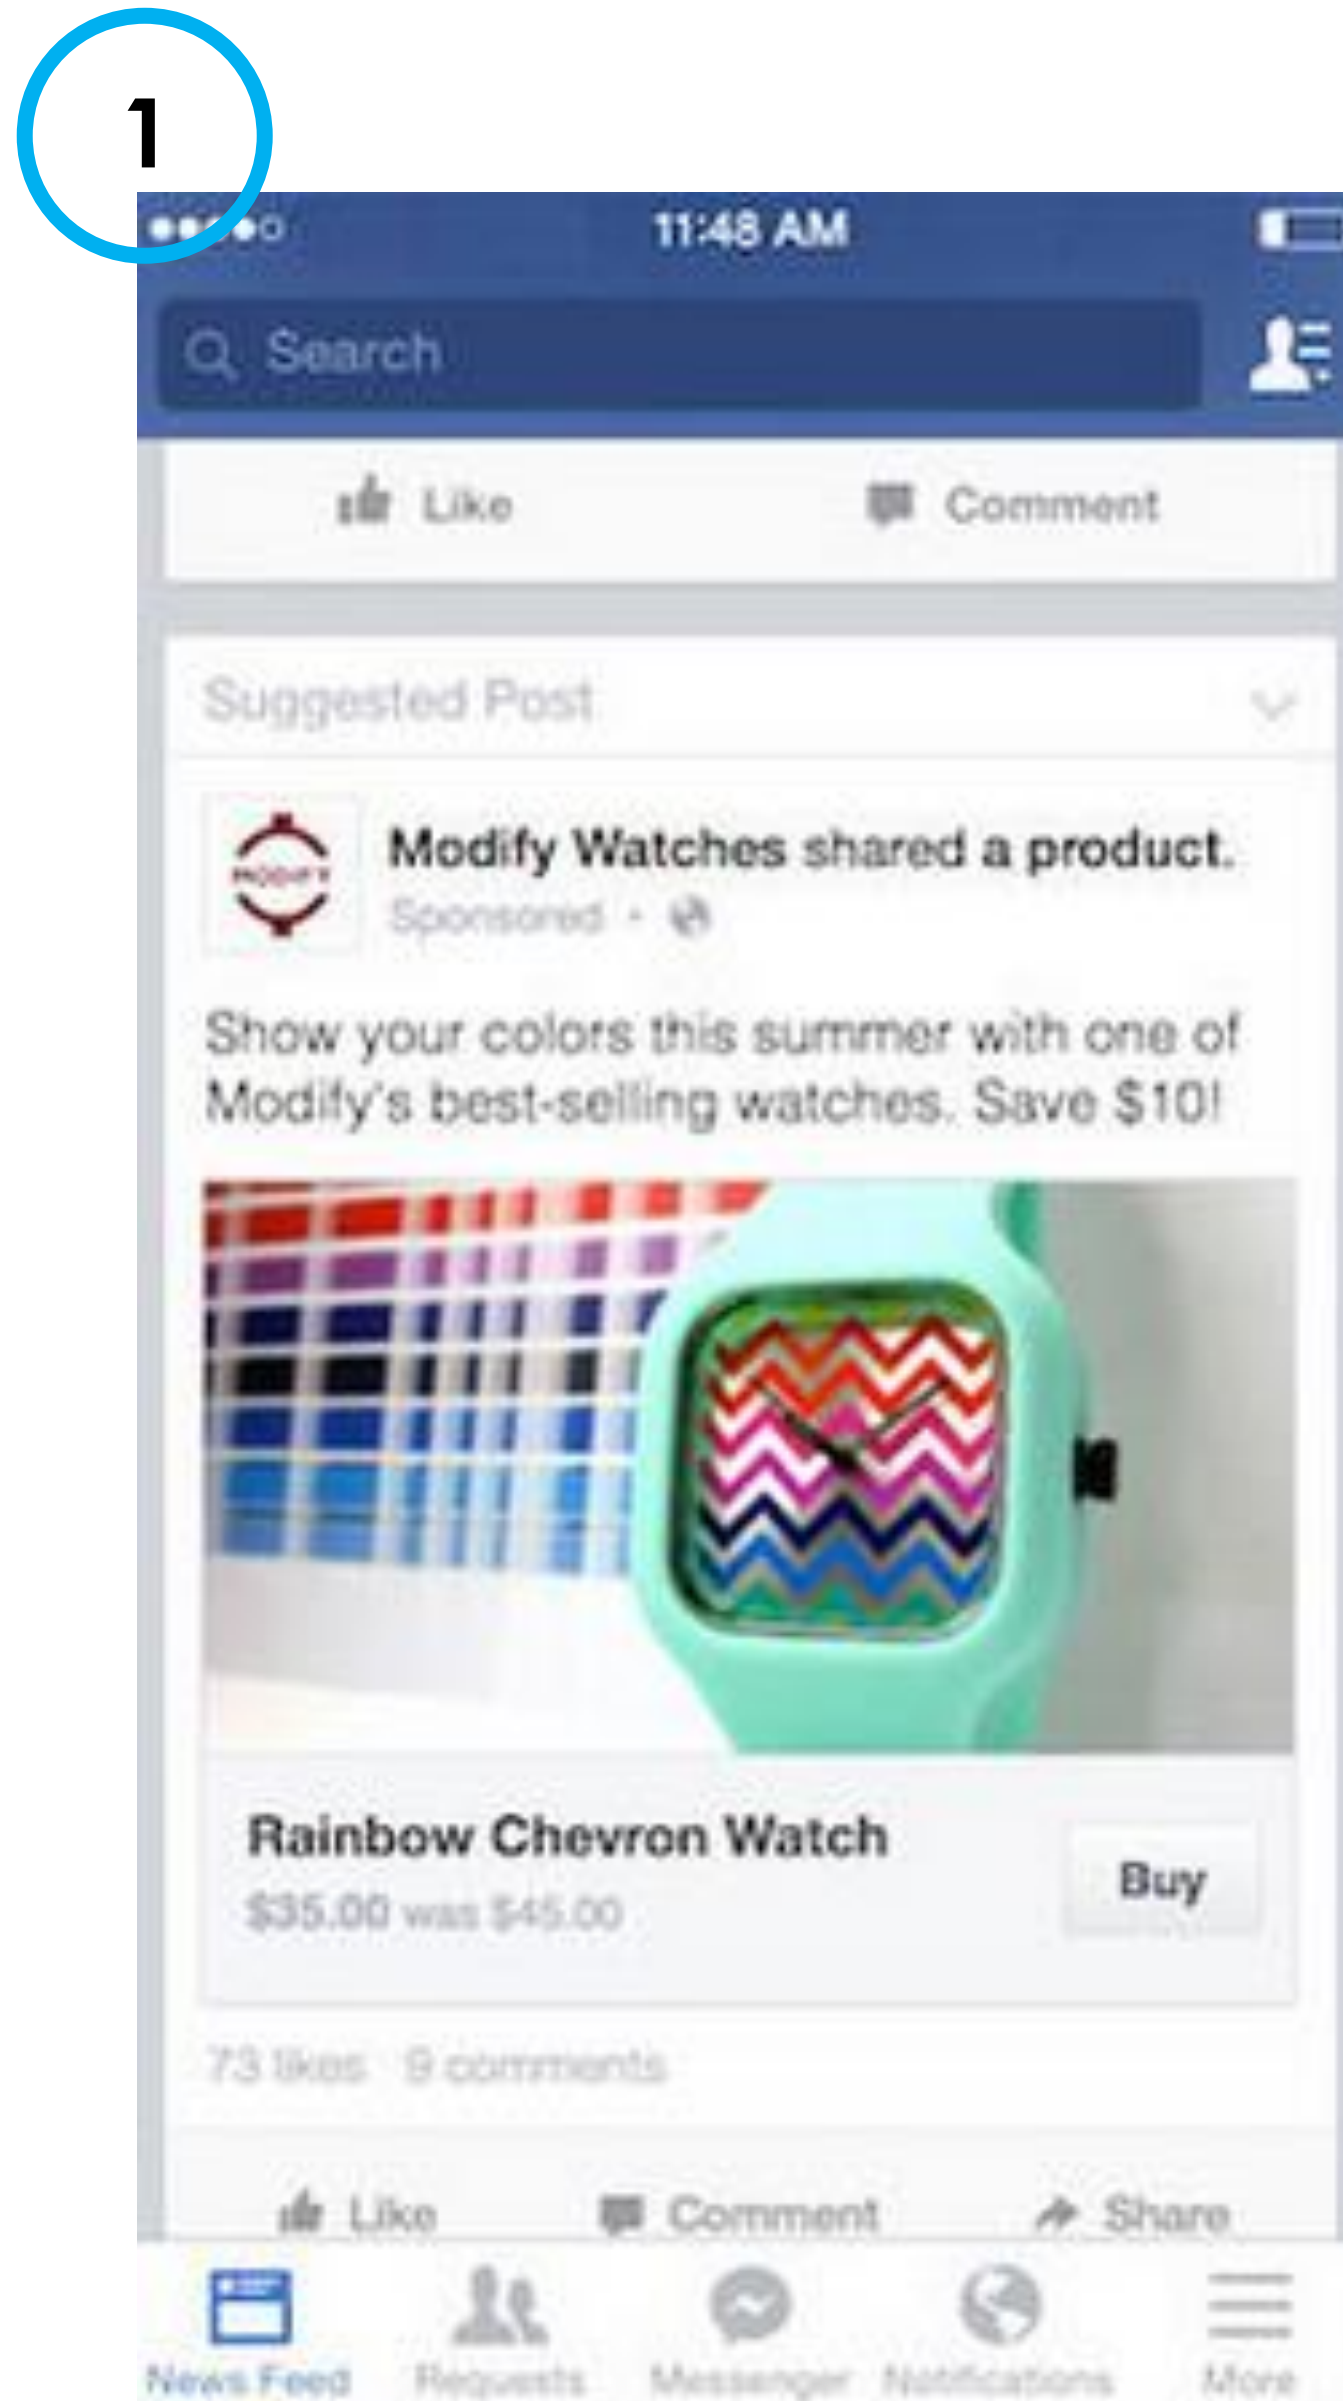 1
11:48 AM
Search
Like Comment
Suggested Post
MODIFY
Modify Watches shared a product.
Sponsored
Show your colors this summer with one of
Modify's best-selling watches. Save $10!
Rainbow Chevron Watch
Buy
$35.00 was $45.00
73 likes 9 comments
Like Comment Share
News Feed Requests Messenger Notifications More